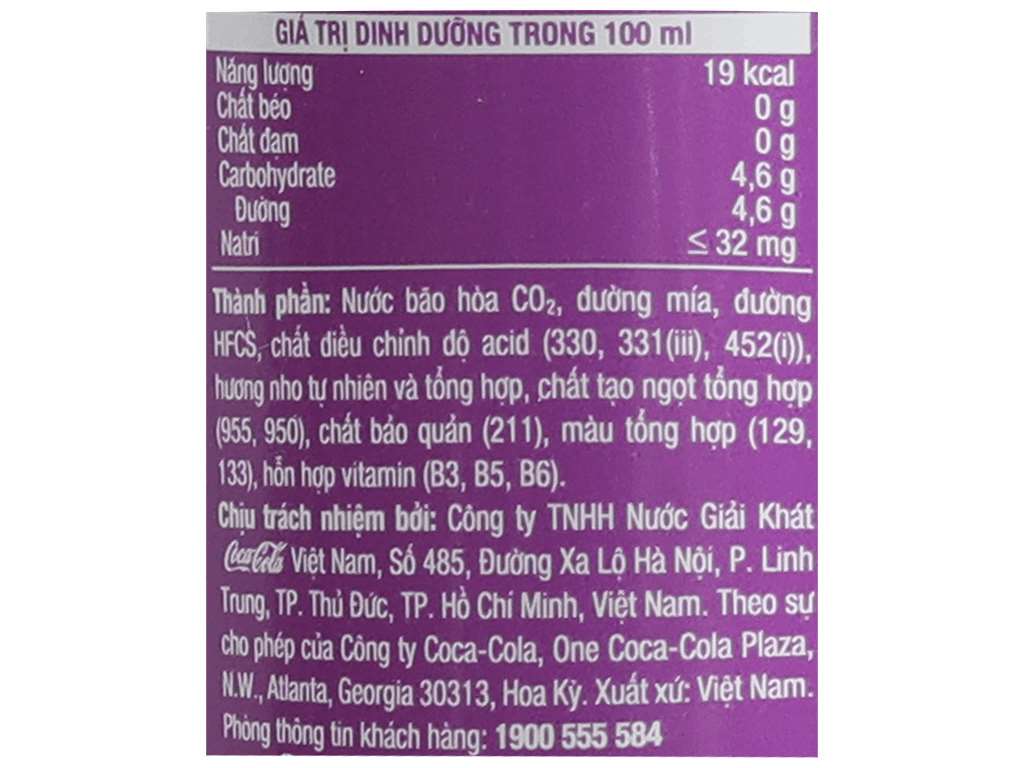 GIÁ TRỊ DINH DƯỠNG TRONG 100 ml
Năng lượng 19 kcal
Chất béo 0 g
Chất đạm 0 g
Carbohydrate 4,6 g
Đường 4,6 g
Natri ≤ 32 mg
Thành phần: Nước bão hòa CO₂, đường mía, đường
HFCS, chất điều chỉnh độ acid (330, 331(iii), 452(i)),
hương nho tự nhiên và tổng hợp, chất tạo ngọt tổng hợp
(955, 950), chất bảo quản (211), màu tổng hợp (129,
133), hỗn hợp vitamin (B3, B5, B6).
Chịu trách nhiệm bởi: Công ty TNHH Nước Giải Khát
Coca-Cola Việt Nam, Số 485, Đường Xa Lộ Hà Nội, P. Linh
Trung, TP. Thủ Đức, TP. Hồ Chí Minh, Việt Nam. Theo sự
cho phép của Công ty Coca-Cola, One Coca-Cola Plaza,
N.W., Atlanta, Georgia 30313, Hoa Kỳ. Xuất xứ: Việt Nam.
Phòng thông tin khách hàng: 1900 555 584